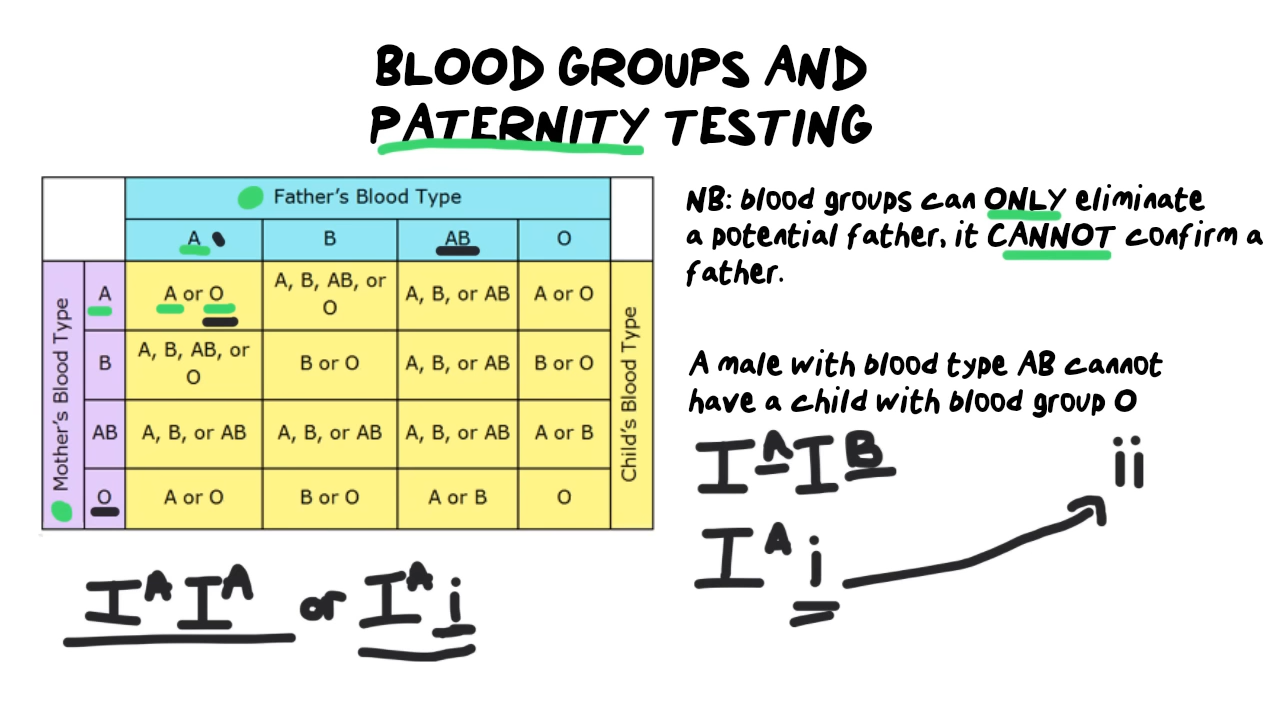 BLOOD GROUPS AND
PATERNITY TESTING
Father's Blood Type
A B AB O
Mother's Blood Type
Child's Blood Type
A A or O A, B, AB, or O A, B, or AB A or O
B A, B, AB, or O B or O A, B, or AB B or O
AB A, B, or AB A, B, or AB A, B, or AB A or B
O A or O B or O A or B O
NB: blood groups can ONLY eliminate
a potential father, it CANNOT confirm a
father.
A male with blood type AB cannot
have a child with blood group O
I^A I^B ii
I^A i
I^A I^A or I^A i